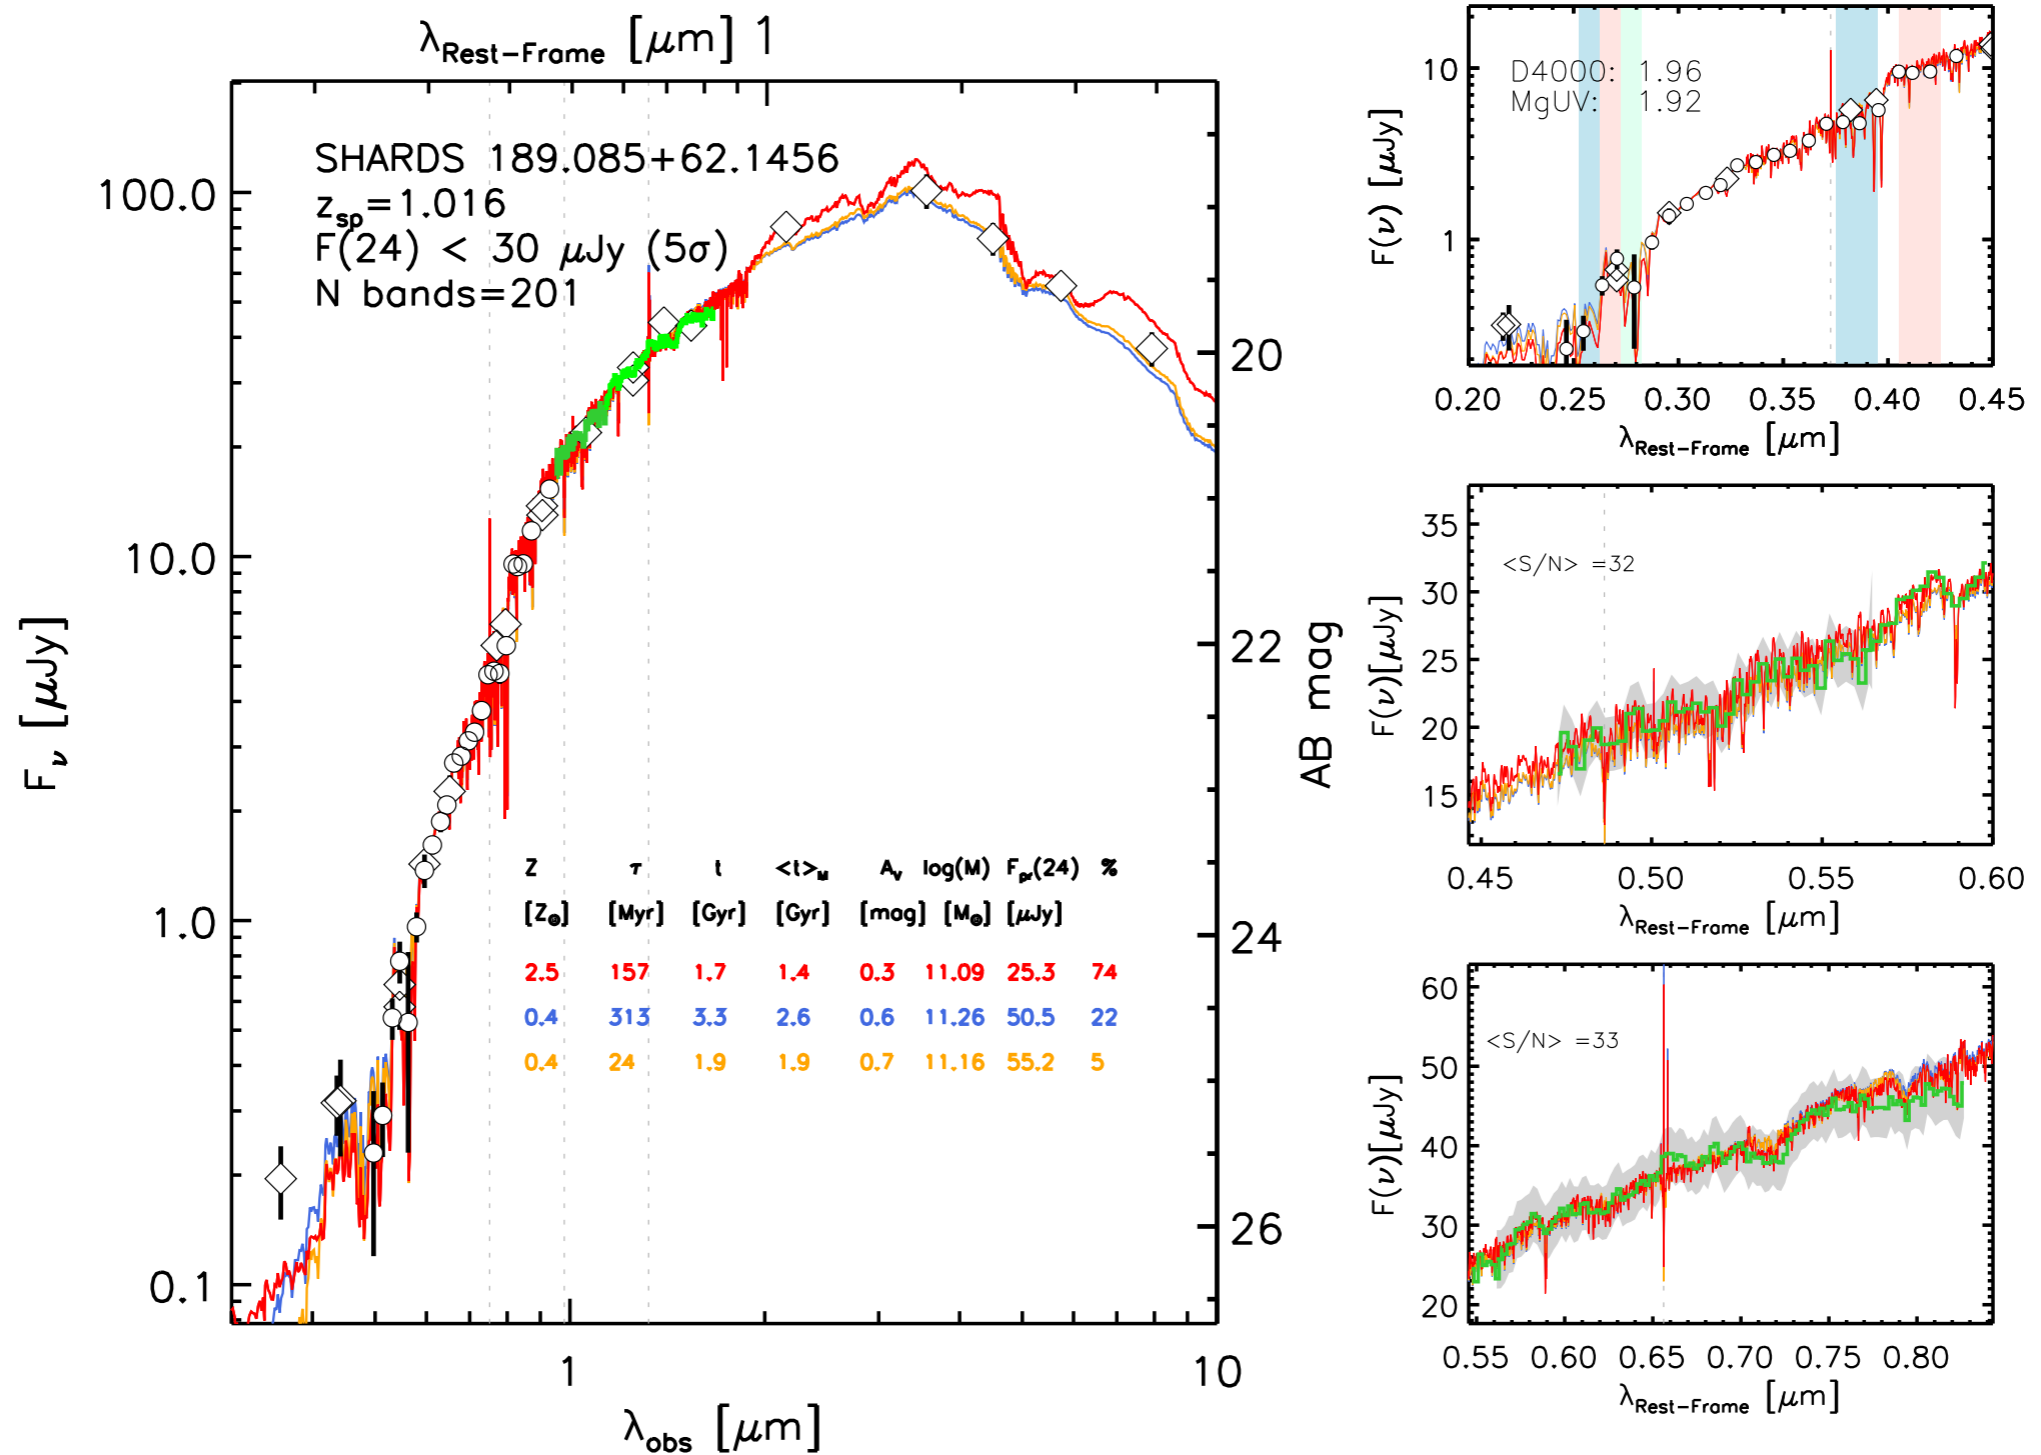 λRest-Frame [μm] 1
SHARDS 189.085+62.1456
zsp=1.016
F(24) < 30 μJy (5σ)
N bands=201
100.0
10.0
1.0
0.1
Fν [μJy]
20
22
24
26
AB mag
Z τ t <t>M AV log(M) Fpr(24) %
[Z⊙] [Myr] [Gyr] [Gyr] [mag] [M⊙] [μJy]
2.5 157 1.7 1.4 0.3 11.09 25.3 74
0.4 313 3.3 2.6 0.6 11.26 50.5 22
0.4 24 1.9 1.9 0.7 11.16 55.2 5
1 10
λobs [μm]
D4000: 1.96
MgUV: 1.92
10
1
F(ν) [μJy]
0.20 0.25 0.30 0.35 0.40 0.45
λRest-Frame [μm]
<S/N> =32
35
30
25
20
15
F(ν)[μJy]
0.45 0.50 0.55 0.60
λRest-Frame [μm]
<S/N> =33
60
50
40
30
20
F(ν)[μJy]
0.55 0.60 0.65 0.70 0.75 0.80
λRest-Frame [μm]